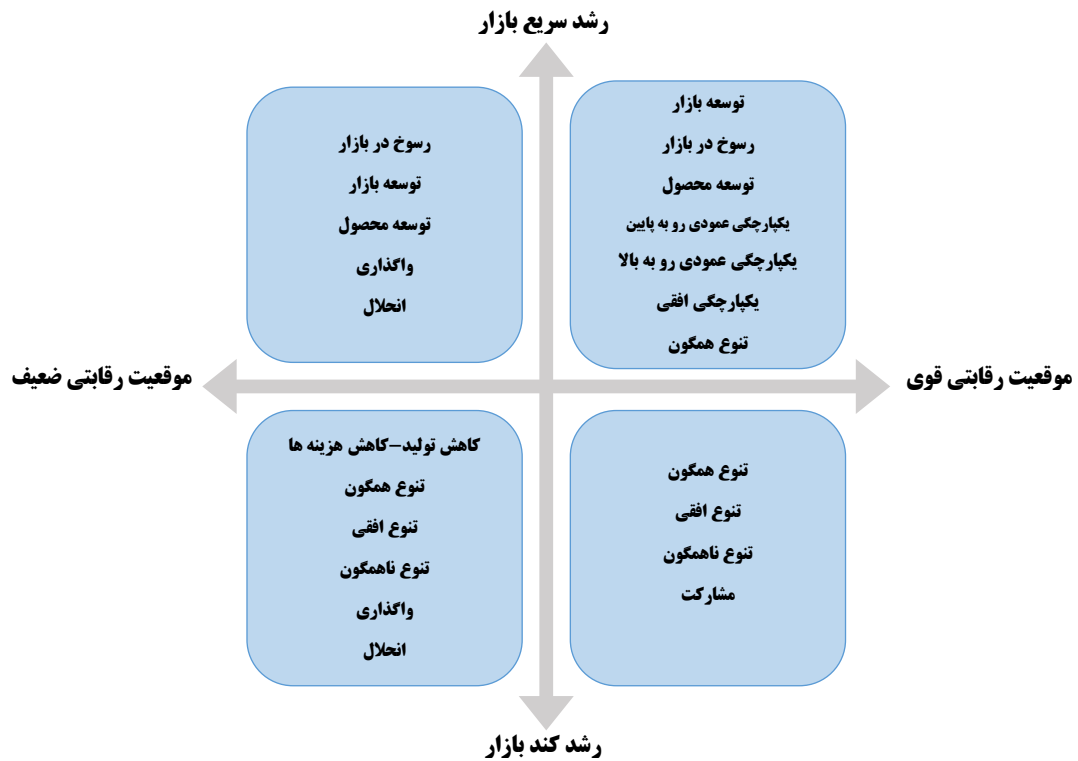 رشد سریع بازار
توسعه بازار
رسوخ در بازار
توسعه محصول
یکپارچگی عمودی رو به پایین
یکپارچگی عمودی رو به بالا
یکپارچگی افقی
تنوع همگون
رسوخ در بازار
توسعه بازار
توسعه محصول
واگذاری
انحلال
موقعیت رقابتی قوی
موقعیت رقابتی ضعیف
تنوع همگون
تنوع افقی
تنوع ناهمگون
مشارکت
کاهش تولید–کاهش هزینه ها
تنوع همگون
تنوع افقی
تنوع ناهمگون
واگذاری
انحلال
رشد کند بازار